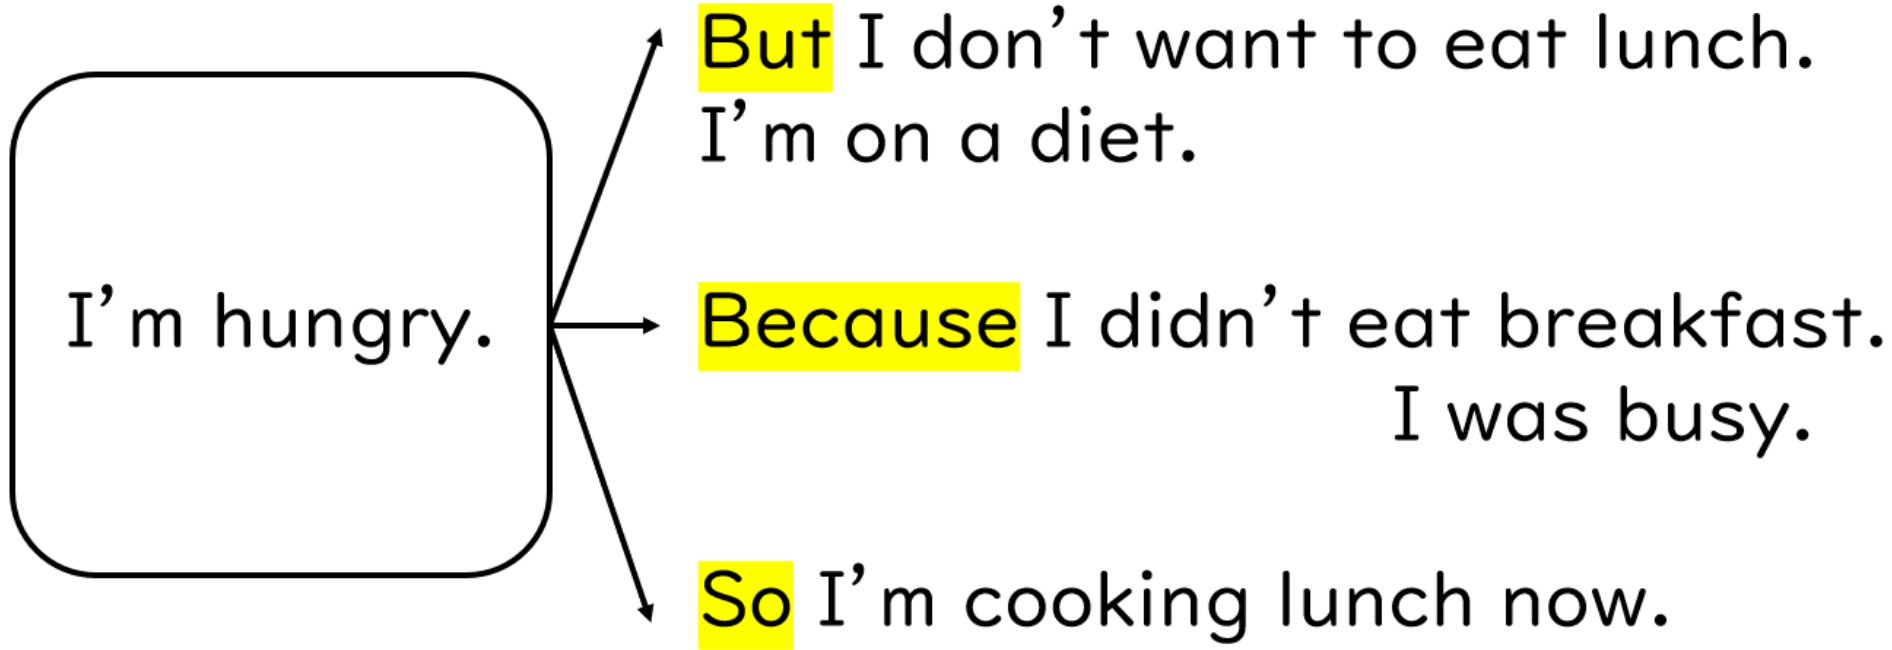 I’m hungry.
But I don’t want to eat lunch.
I’m on a diet.
Because I didn’t eat breakfast.
I was busy.
So I’m cooking lunch now.